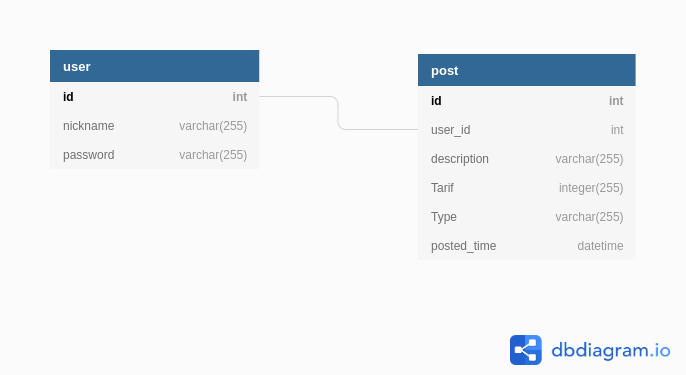 user
id int
nickname varchar(255)
password varchar(255)
post
id int
user_id int
description varchar(255)
Tarif integer(255)
Type varchar(255)
posted_time datetime
dbdiagram.io